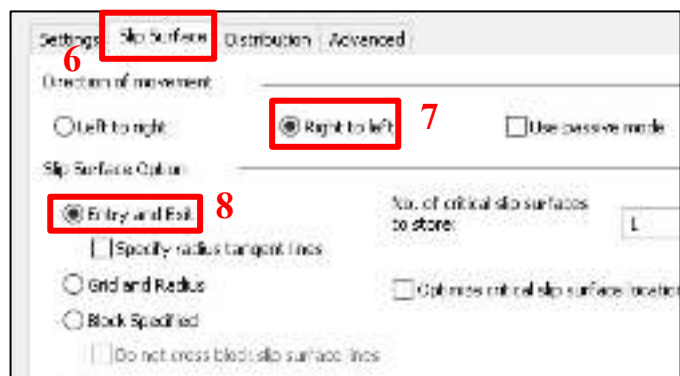 Settings Slip Surface Distribution Advanced
6
Direction of movement
Left to right Right to left 7 Use passive mode
Slip Surface Option
Entry and Exit 8 No. of critical slip surfaces
to store: 1
Specify radius tangent lines
Grid and Radius Optimize critical slip surface location
Block Specified
Do not cross block slip surface lines